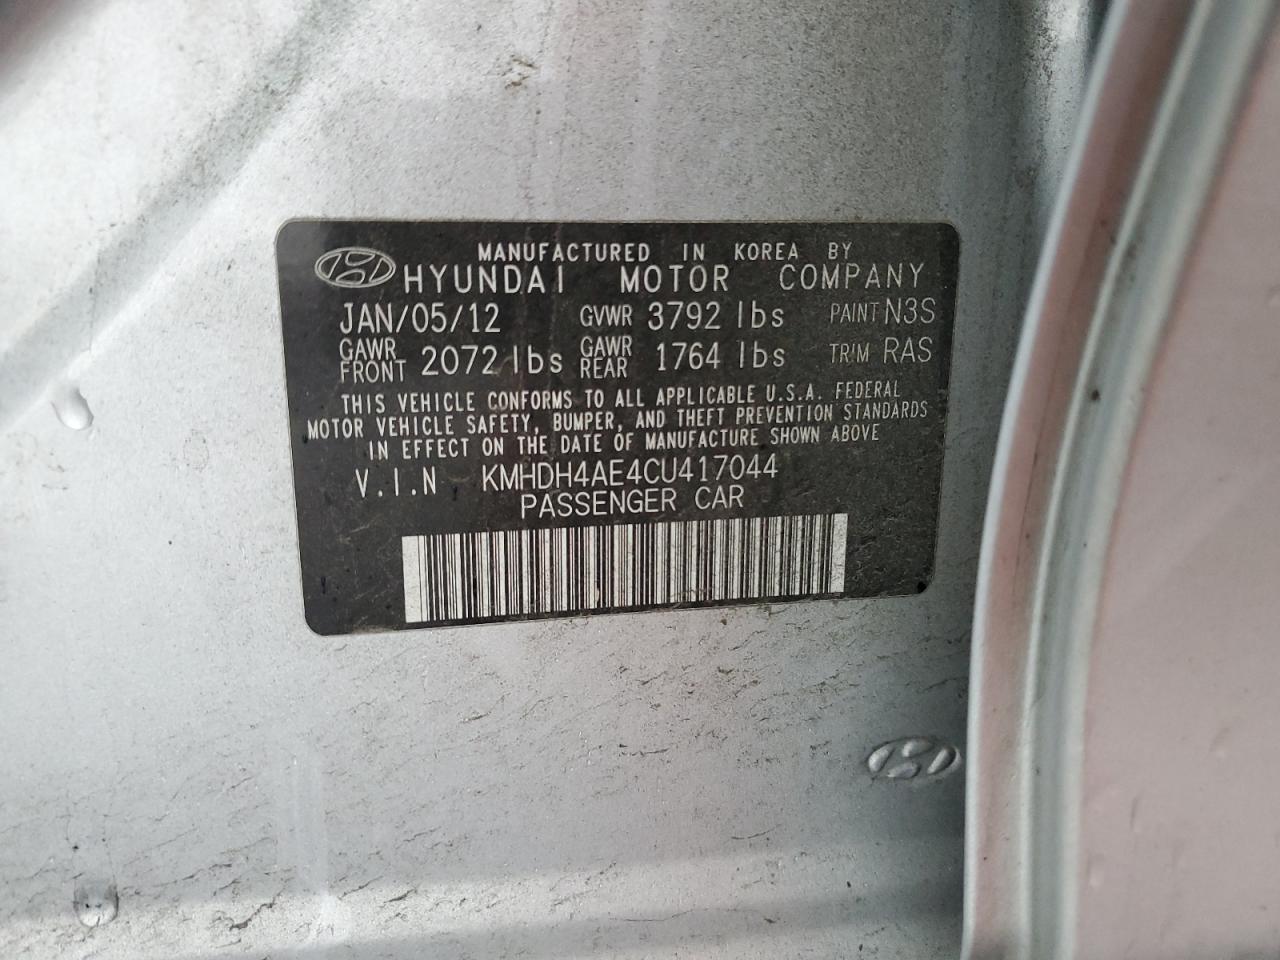 MANUFACTURED IN KOREA BY
HYUNDAI MOTOR COMPANY
JAN/05/12 GVWR 3792 lbs PAINT N3S
GAWR FRONT 2072 lbs GAWR REAR 1764 lbs TRIM RAS
THIS VEHICLE CONFORMS TO ALL APPLICABLE U.S.A. FEDERAL
MOTOR VEHICLE SAFETY, BUMPER, AND THEFT PREVENTION STANDARDS
IN EFFECT ON THE DATE OF MANUFACTURE SHOWN ABOVE
V.I.N KMHDH4AE4CU417044
PASSENGER CAR